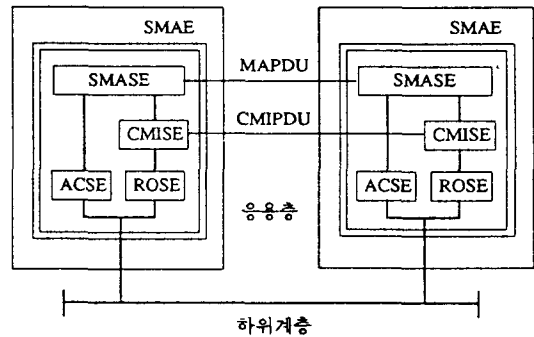 SMAE
SMAE
MAPDU
SMASE
SMASE
CMIPDU
CMISE
CMISE
ACSE
ROSE
ACSE
ROSE
응용층
하위계층